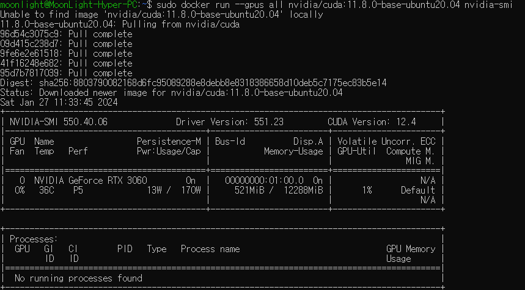 moonlight@MoonLight-Hyper-PC:~$ sudo docker run --gpus all nvidia/cuda:11.8.0-base-ubuntu20.04 nvidia-smi
Unable to find image 'nvidia/cuda:11.8.0-base-ubuntu20.04' locally
11.8.0-base-ubuntu20.04: Pulling from nvidia/cuda
96d54c3075c9: Pull complete
09d415c238d7: Pull complete
9fe6e2e61518: Pull complete
41f16248e682: Pull complete
95d7b7817039: Pull complete
Digest: sha256:8803790082168d6fc95089288e8debb8e8318386658d10deb5c7175ec83b5e14
Status: Downloaded newer image for nvidia/cuda:11.8.0-base-ubuntu20.04
Sat Jan 27 11:33:45 2024
NVIDIA-SMI 550.40.06 Driver Version: 551.23 CUDA Version: 12.4
GPU Name Persistence-M | Bus-Id Disp.A | Volatile Uncorr. ECC
Fan Temp Perf Pwr:Usage/Cap | Memory-Usage | GPU-Util Compute M.
MIG M.
0 NVIDIA GeForce RTX 3060 On | 00000000:01:00.0 On | N/A
0% 36C P5 13W / 170W | 521MiB / 12288MiB | 1% Default
N/A
Processes:
GPU GI CI PID Type Process name GPU Memory
ID ID Usage
No running processes found